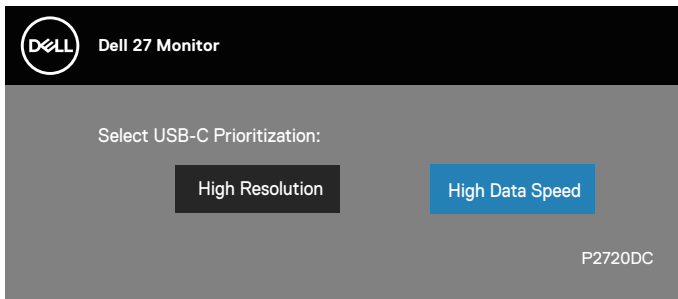 DELL
Dell 27 Monitor
Select USB-C Prioritization:
High Resolution
High Data Speed
P2720DC